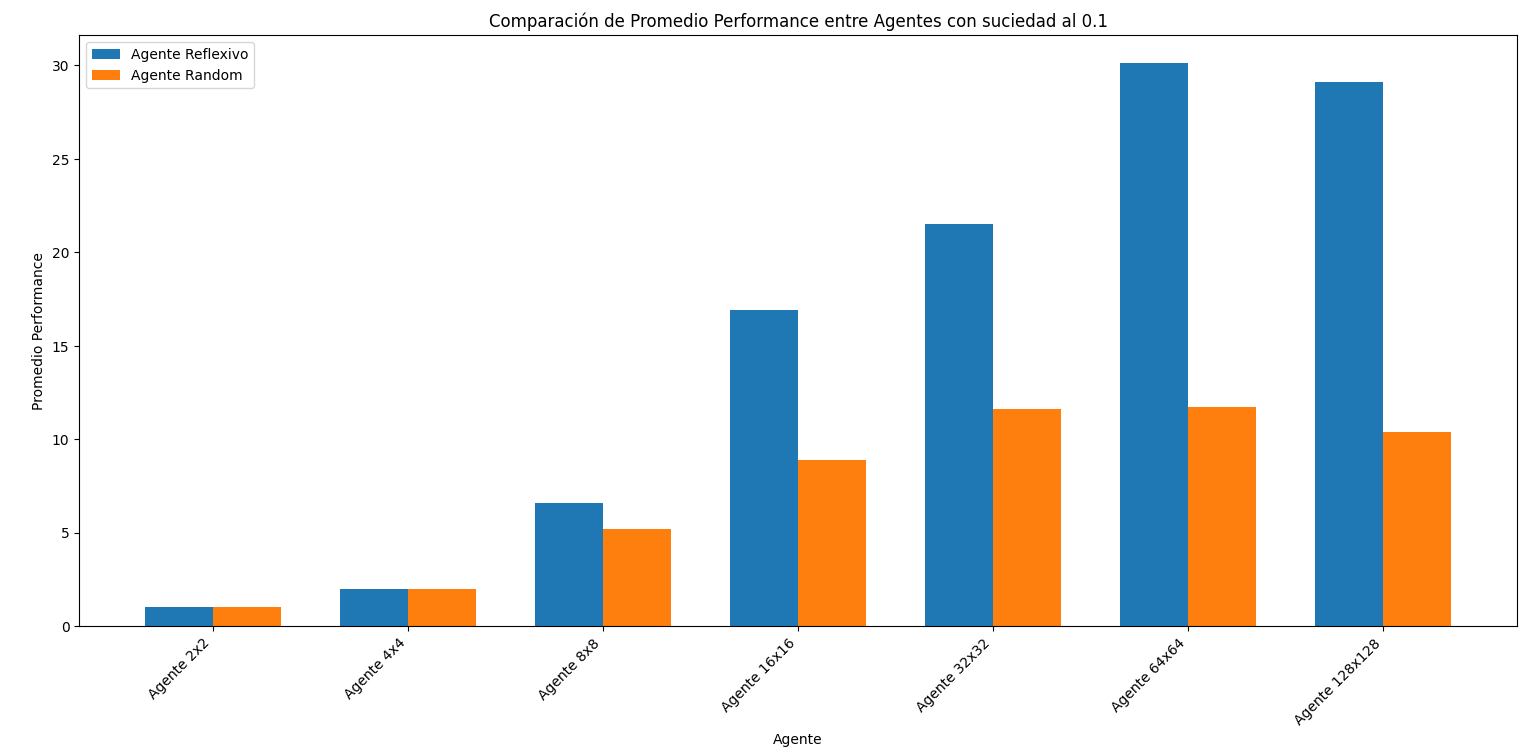 Comparación de Promedio Performance entre Agentes con suciedad al 0.1
Agente Reflexivo
Agente Random
Promedio Performance
30
25
20
15
10
5
0
Agente 2x2
Agente 4x4
Agente 8x8
Agente 16x16
Agente 32x32
Agente 64x64
Agente 128x128
Agente